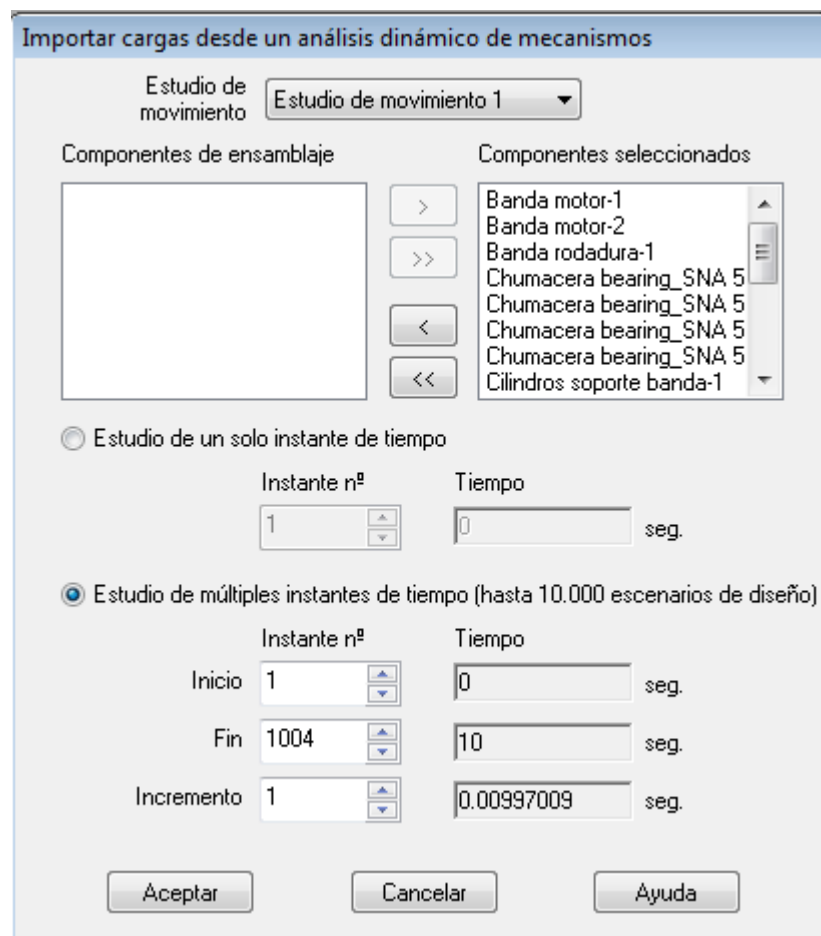 Importar cargas desde un análisis dinámico de mecanismos
Estudio de
movimiento
Estudio de movimiento 1
Componentes de ensamblaje
Componentes seleccionados
>
>>
<
<<
Banda motor-1
Banda motor-2
Banda rodadura-1
Chumacera bearing_SNA 5
Chumacera bearing_SNA 5
Chumacera bearing_SNA 5
Chumacera bearing_SNA 5
Cilindros soporte banda-1
Estudio de un solo instante de tiempo
Instante nº Tiempo
1 0 seg.
Estudio de múltiples instantes de tiempo (hasta 10.000 escenarios de diseño)
Instante nº Tiempo
Inicio 1 0 seg.
Fin 1004 10 seg.
Incremento 1 0.00997009 seg.
Aceptar Cancelar Ayuda